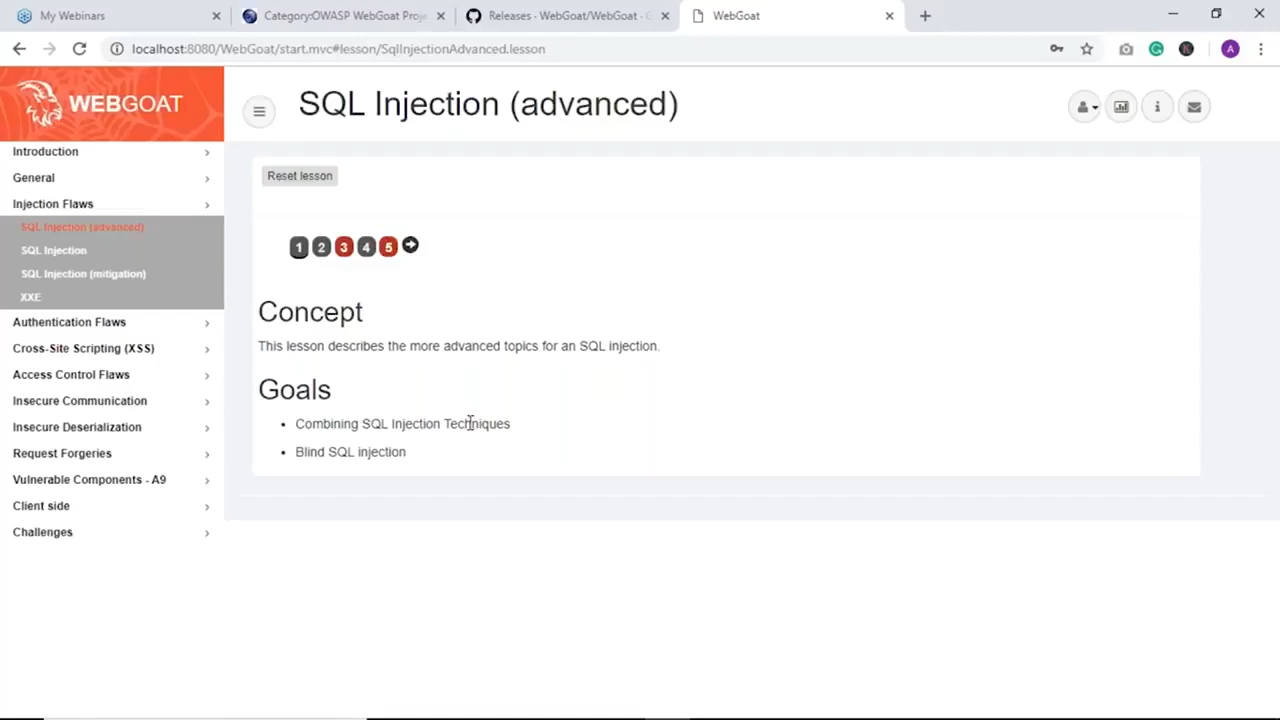 My Webinars
Category:OWASP WebGoat Proje
Releases · WebGoat/WebGoat · G
WebGoat
localhost:8080/WebGoat/start.mvc#lesson/SqlInjectionAdvanced.lesson
A
WEBGOAT
SQL Injection (advanced)
Introduction
General
Injection Flaws
SQL Injection (advanced)
SQL Injection
SQL Injection (mitigation)
XXE
Authentication Flaws
Cross-Site Scripting (XSS)
Access Control Flaws
Insecure Communication
Insecure Deserialization
Request Forgeries
Vulnerable Components - A9
Client side
Challenges
Reset lesson
1 2 3 4 5
Concept
This lesson describes the more advanced topics for an SQL injection.
Goals
• Combining SQL Injection Techniques
• Blind SQL injection